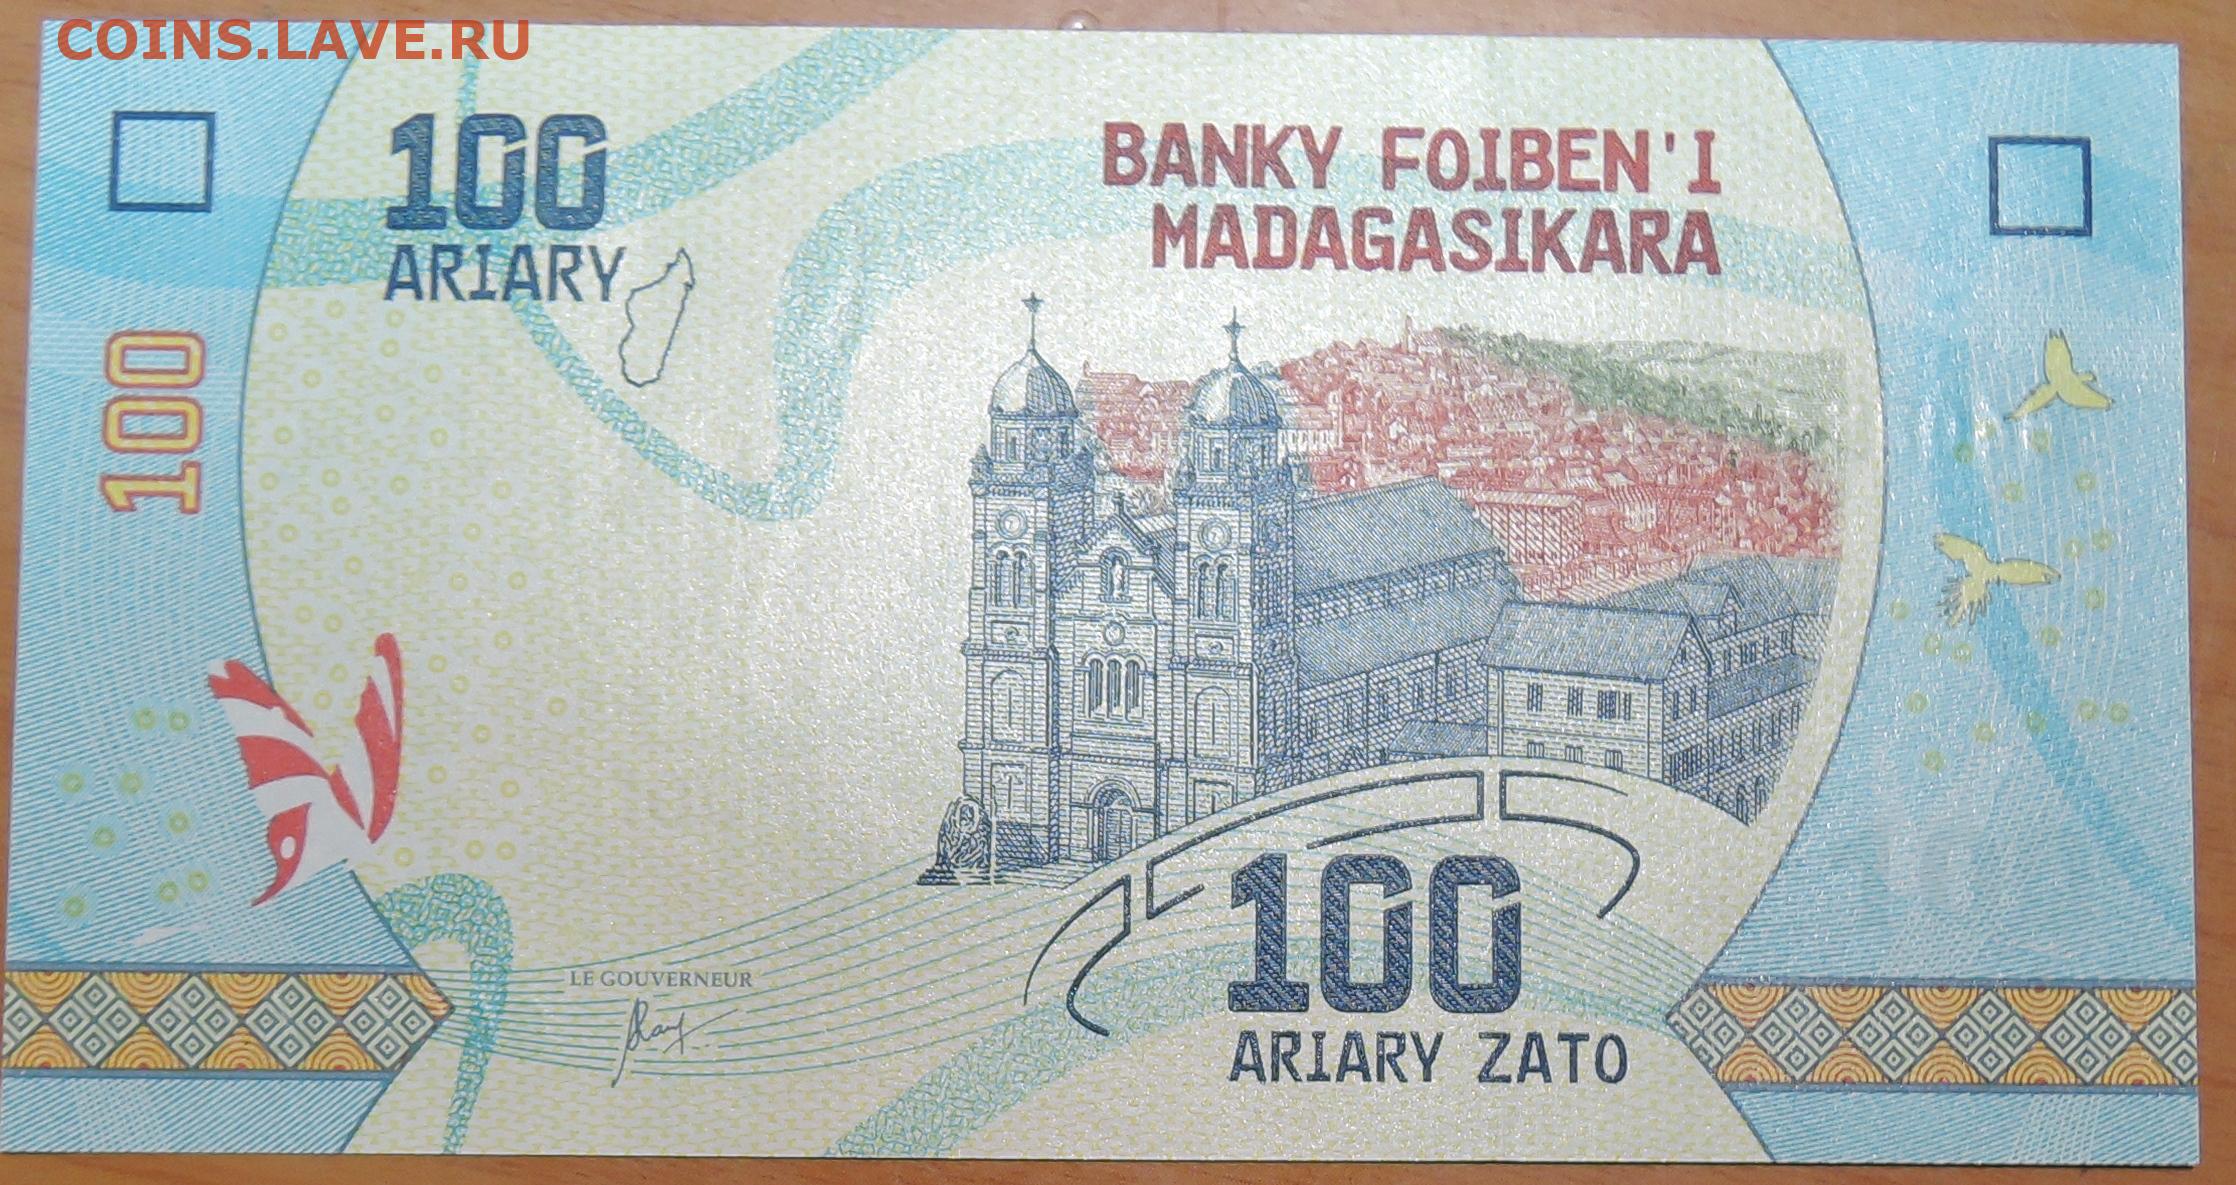 COINS.LAVE.RU
100
ARIARY
BANKY FOIBEN'I
MADAGASIKARA
100
LE GOUVERNEUR
100
ARIARY ZATO